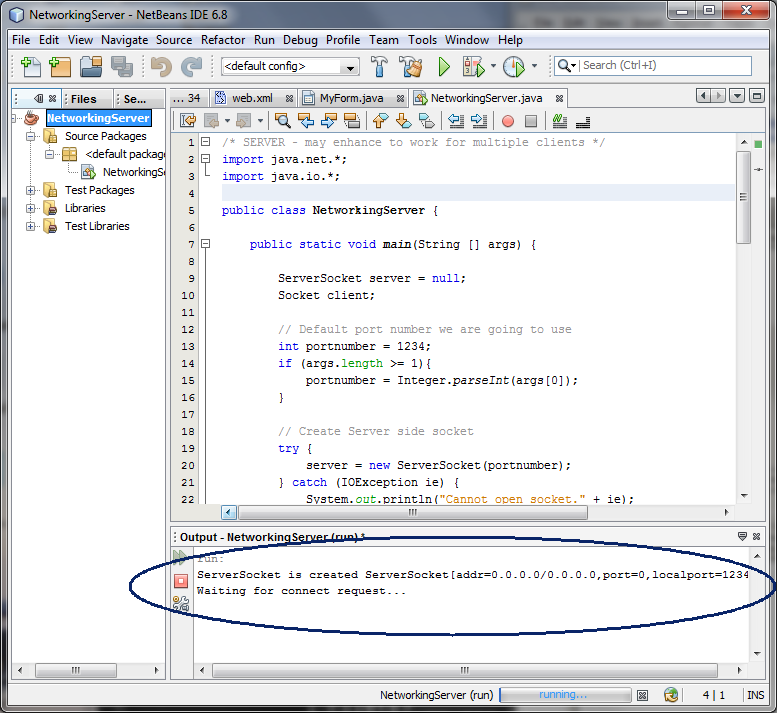 NetworkingServer - NetBeans IDE 6.8
File Edit View Navigate Source Refactor Run Debug Profile Team Tools Window Help
<default config>
Search (Ctrl+I)
Files
Se...
... 34
web.xml
MyForm.java
NetworkingServer.java
NetworkingServer
Source Packages
<default package
NetworkingS
Test Packages
Libraries
Test Libraries
1 /* SERVER - may enhance to work for multiple clients */
2 import java.net.*;
3 import java.io.*;
4
5 public class NetworkingServer {
6
7 public static void main(String [] args) {
8
9 ServerSocket server = null;
10 Socket client;
11
12 // Default port number we are going to use
13 int portnumber = 1234;
14 if (args.length >= 1){
15 portnumber = Integer.parseInt(args[0]);
16 }
17
18 // Create Server side socket
19 try {
20 server = new ServerSocket(portnumber);
21 } catch (IOException ie) {
22 System.out.println("Cannot open socket." + ie);
Output - NetworkingServer (run) *
run:
ServerSocket is created ServerSocket[addr=0.0.0.0/0.0.0.0,port=0,localport=1234
Waiting for connect request...
NetworkingServer (run)
running...
4 | 1
INS